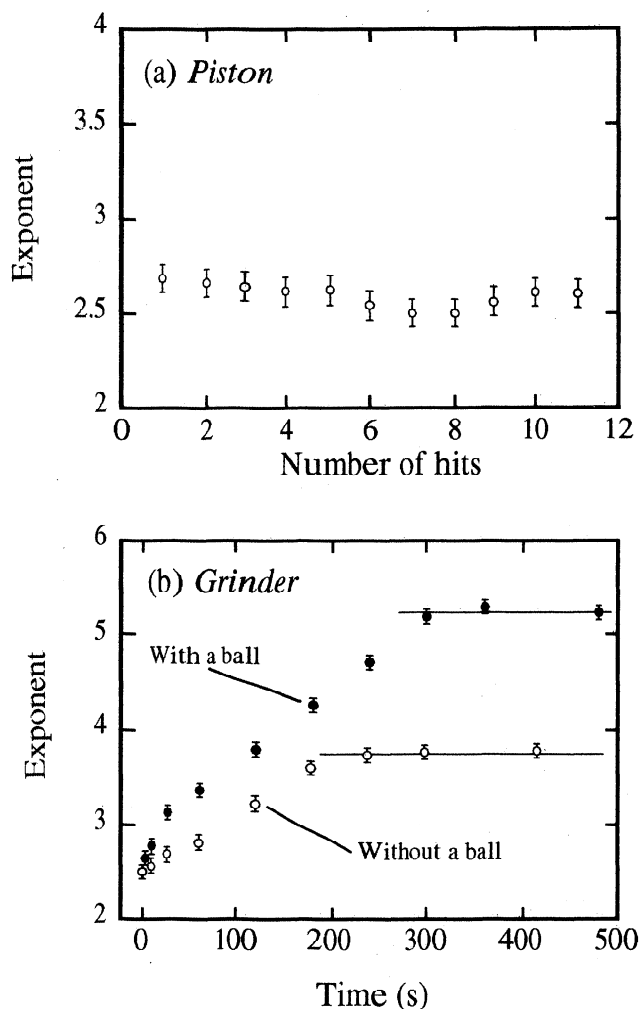 4
(a) Piston
3.5
Exponent
3
2.5
2
0 2 4 6 8 10 12
Number of hits
6
(b) Grinder
5
With a ball
Exponent
4
3
Without a ball
2
0 100 200 300 400 500
Time (s)